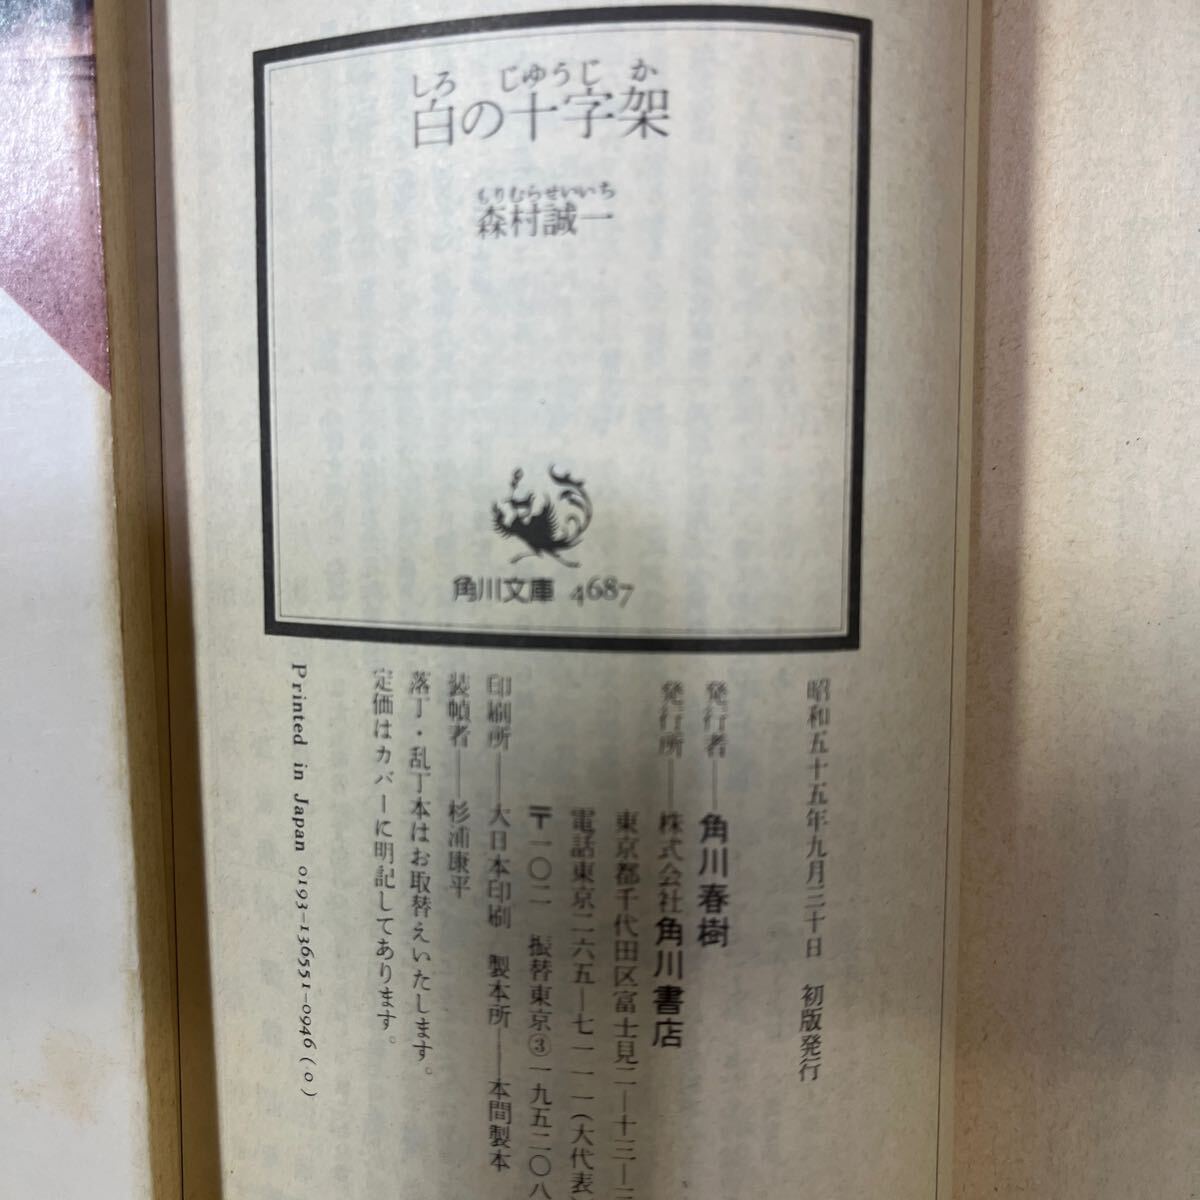 しろ じゅうじ か
白の十字架
もりむらせいいち
森村誠一
角川文庫 4687
昭和五十五年九月三十日 初版発行
発行者——角川春樹
発行所——株式会社角川書店
東京都千代田区富士見二—十三—
電話東京二六五—七一一一(大代表
〒一〇二 振替東京③一九五二〇八
印刷所——大日本印刷 製本所——本間製本
装幀者——杉浦康平
落丁・乱丁本はお取替えいたします。
定価はカバーに明記してあります。
Printed in Japan 0193-136551-0946(0)